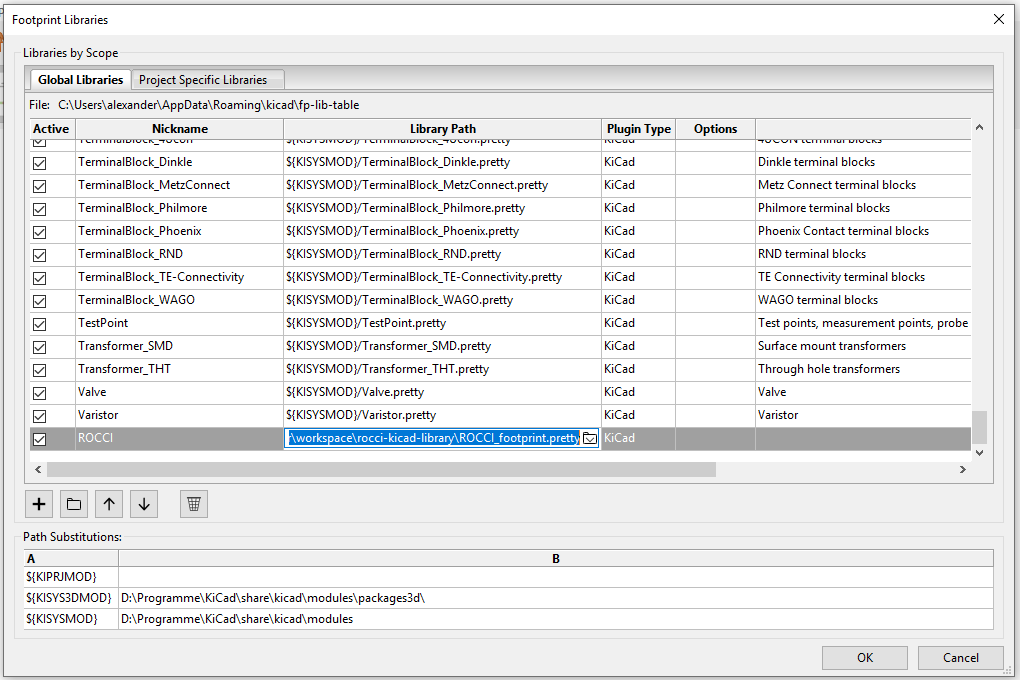 Footprint Libraries
Libraries by Scope
Global Libraries Project Specific Libraries
File: C:\Users\alexander\AppData\Roaming\kicad\fp-lib-table
Active Nickname Library Path Plugin Type Options
TerminalBlock_4Ucon ${KISYSMOD}/TerminalBlock_4Ucon.pretty KiCad 4UCON terminal blocks
TerminalBlock_Dinkle ${KISYSMOD}/TerminalBlock_Dinkle.pretty KiCad Dinkle terminal blocks
TerminalBlock_MetzConnect ${KISYSMOD}/TerminalBlock_MetzConnect.pretty KiCad Metz Connect terminal blocks
TerminalBlock_Philmore ${KISYSMOD}/TerminalBlock_Philmore.pretty KiCad Philmore terminal blocks
TerminalBlock_Phoenix ${KISYSMOD}/TerminalBlock_Phoenix.pretty KiCad Phoenix Contact terminal blocks
TerminalBlock_RND ${KISYSMOD}/TerminalBlock_RND.pretty KiCad RND terminal blocks
TerminalBlock_TE-Connectivity ${KISYSMOD}/TerminalBlock_TE-Connectivity.pretty KiCad TE Connectivity terminal blocks
TerminalBlock_WAGO ${KISYSMOD}/TerminalBlock_WAGO.pretty KiCad WAGO terminal blocks
TestPoint ${KISYSMOD}/TestPoint.pretty KiCad Test points, measurement points, probe
Transformer_SMD ${KISYSMOD}/Transformer_SMD.pretty KiCad Surface mount transformers
Transformer_THT ${KISYSMOD}/Transformer_THT.pretty KiCad Through hole transformers
Valve ${KISYSMOD}/Valve.pretty KiCad Valve
Varistor ${KISYSMOD}/Varistor.pretty KiCad Varistor
ROCCI \workspace\rocci-kicad-library\ROCCI_footprint.pretty KiCad
Path Substitutions:
A B
${KIPRJMOD}
${KISYS3DMOD} D:\Programme\KiCad\share\kicad\modules\packages3d\
${KISYSMOD} D:\Programme\KiCad\share\kicad\modules
OK Cancel